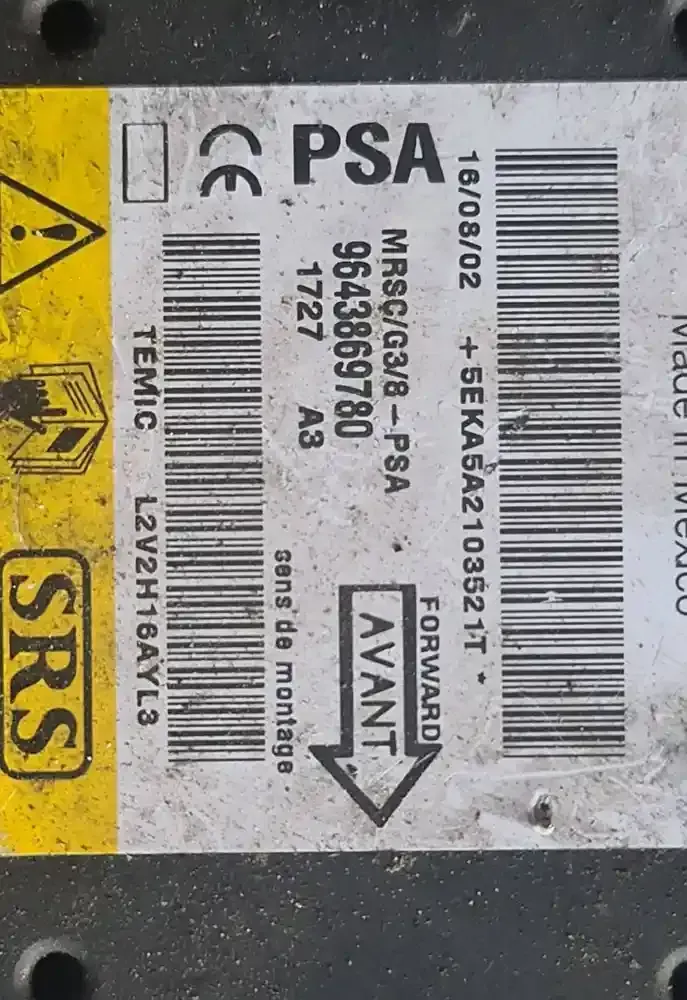 Made in Mexico
16/08/02 +5EKA5A2103521T *
PSA
MRSC/G3/8-PSA
9643869780
1727 A3
FORWARD
AVANT
sens de montage
CE
TEMIC L2V2H16AYL3
SRS